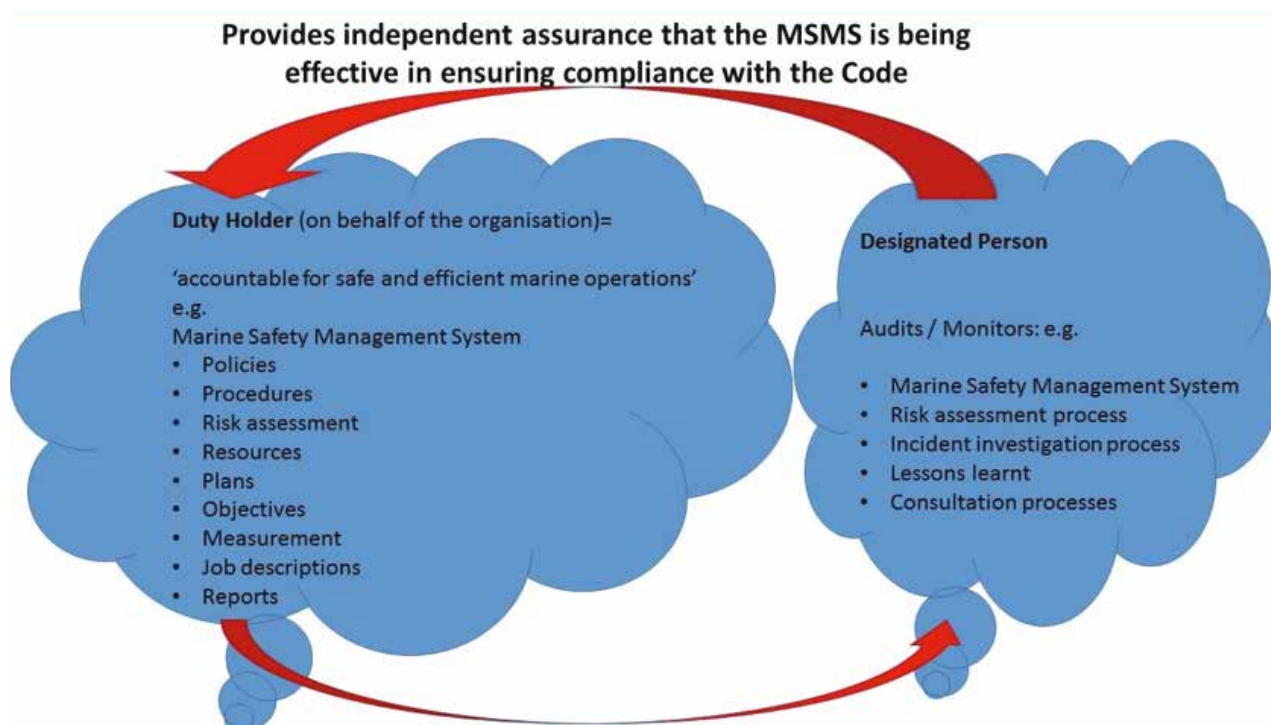 Provides independent assurance that the MSMS is being
effective in ensuring compliance with the Code
Duty Holder (on behalf of the organisation)=
‘accountable for safe and efficient marine operations’
e.g.
Marine Safety Management System
• Policies
• Procedures
• Risk assessment
• Resources
• Plans
• Objectives
• Measurement
• Job descriptions
• Reports
Designated Person
Audits / Monitors: e.g.
• Marine Safety Management System
• Risk assessment process
• Incident investigation process
• Lessons learnt
• Consultation processes